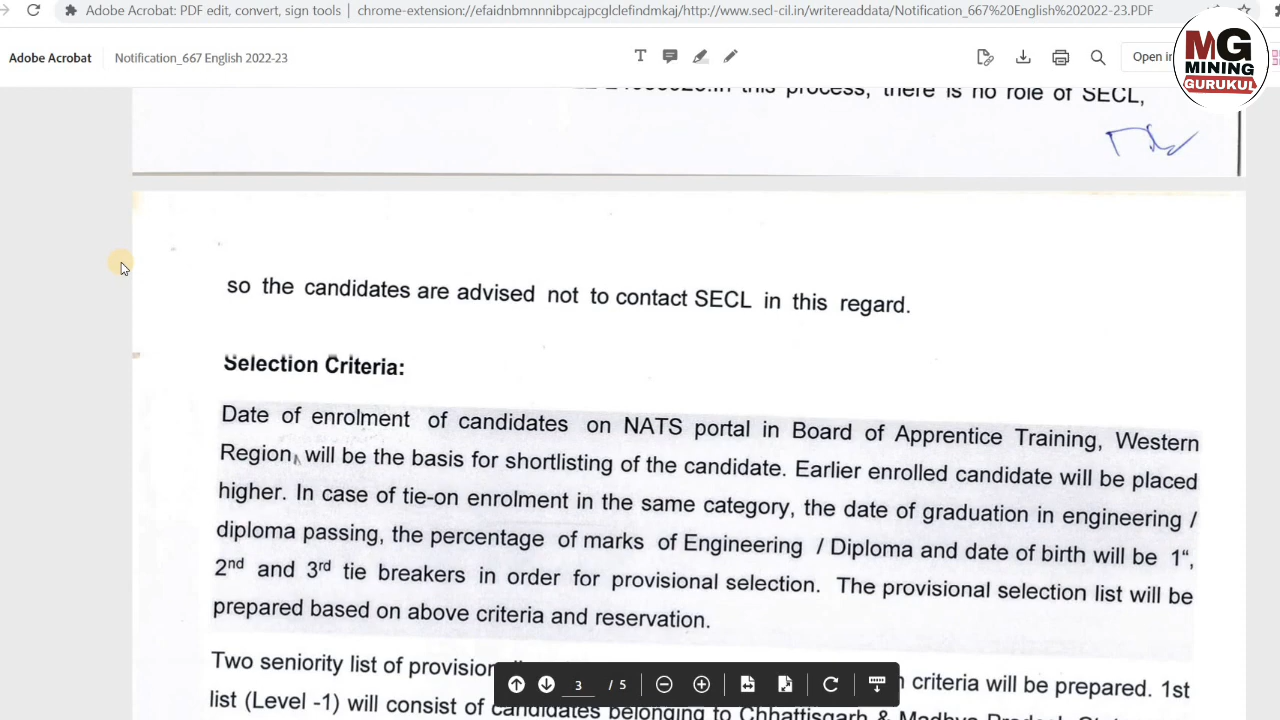 Adobe Acrobat: PDF edit, convert, sign tools | chrome-extension://efaidnbmnnnibpcajpcglclefindmkaj/http://www.secl-cil.in/writereaddata/Notification_667%20English%202022-23.PDF
Adobe Acrobat Notification_667 English 2022-23
Open in
MG
MINING
GURUKUL
In this process, there is no role of SECL,
so the candidates are advised not to contact SECL in this regard.
Selection Criteria:
Date of enrolment of candidates on NATS portal in Board of Apprentice Training, Western
Region, will be the basis for shortlisting of the candidate. Earlier enrolled candidate will be placed
higher. In case of tie-on enrolment in the same category, the date of graduation in engineering /
diploma passing, the percentage of marks of Engineering / Diploma and date of birth will be 1“,
2nd and 3rd tie breakers in order for provisional selection. The provisional selection list will be
prepared based on above criteria and reservation.
Two seniority list of provision criteria will be prepared. 1st
list (Level -1) will consist of candidates belonging to Chhattisgarh & Madhya Pradesh
3 / 5